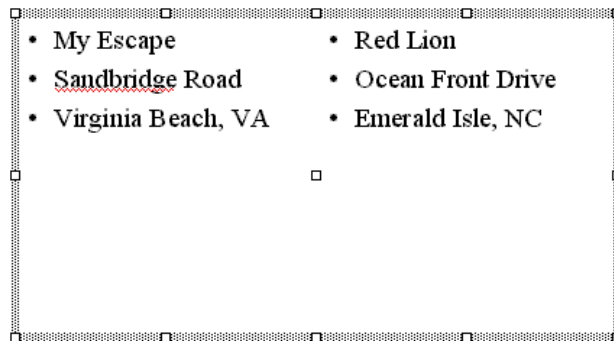 • My Escape
• Sandbridge Road
• Virginia Beach, VA
• Red Lion
• Ocean Front Drive
• Emerald Isle, NC